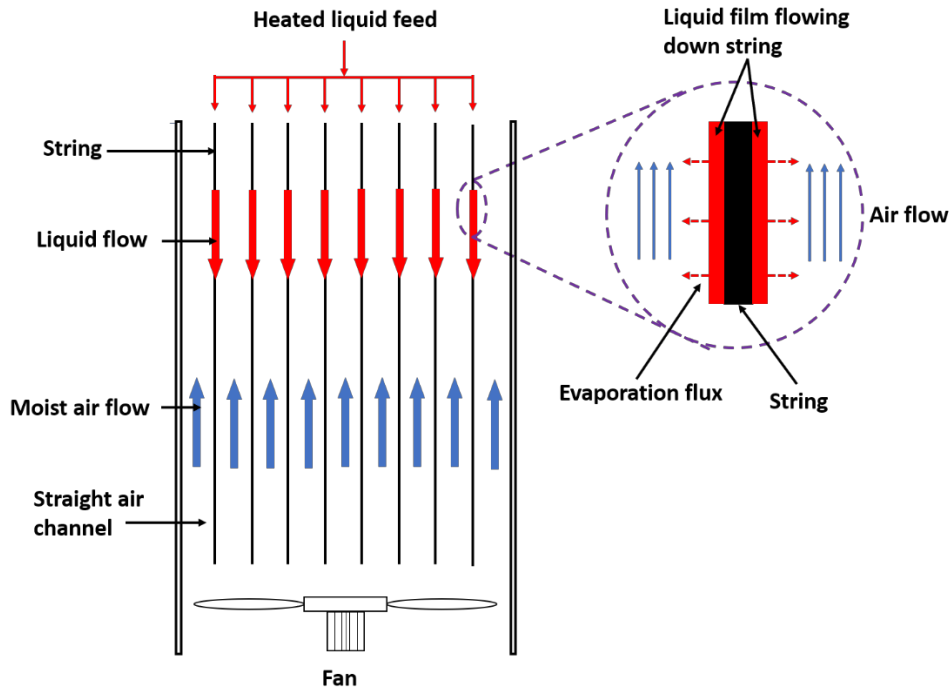 Heated liquid feed
String
Liquid flow
Moist air flow
Straight air
channel
Fan
Liquid film flowing
down string
Air flow
Evaporation flux
String